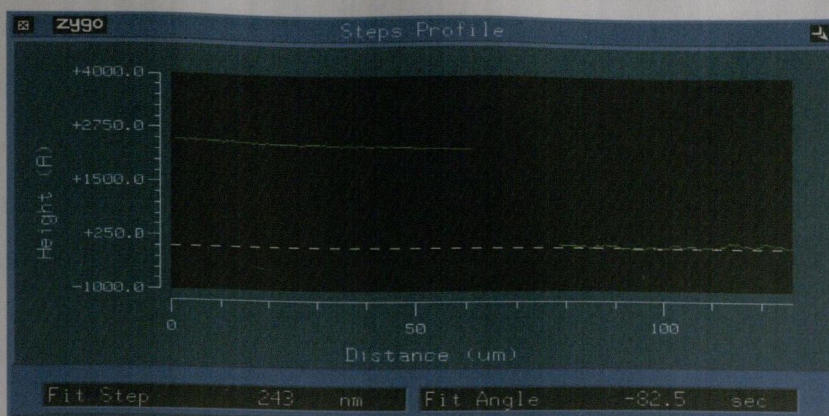 zygo
Steps Profile
+4000.0
+2750.0
+1500.0
+250.0
-1000.0
Height (A)
0 50 100
Distance (um)
Fit Step 243 nm
Fit Angle -82.5 sec